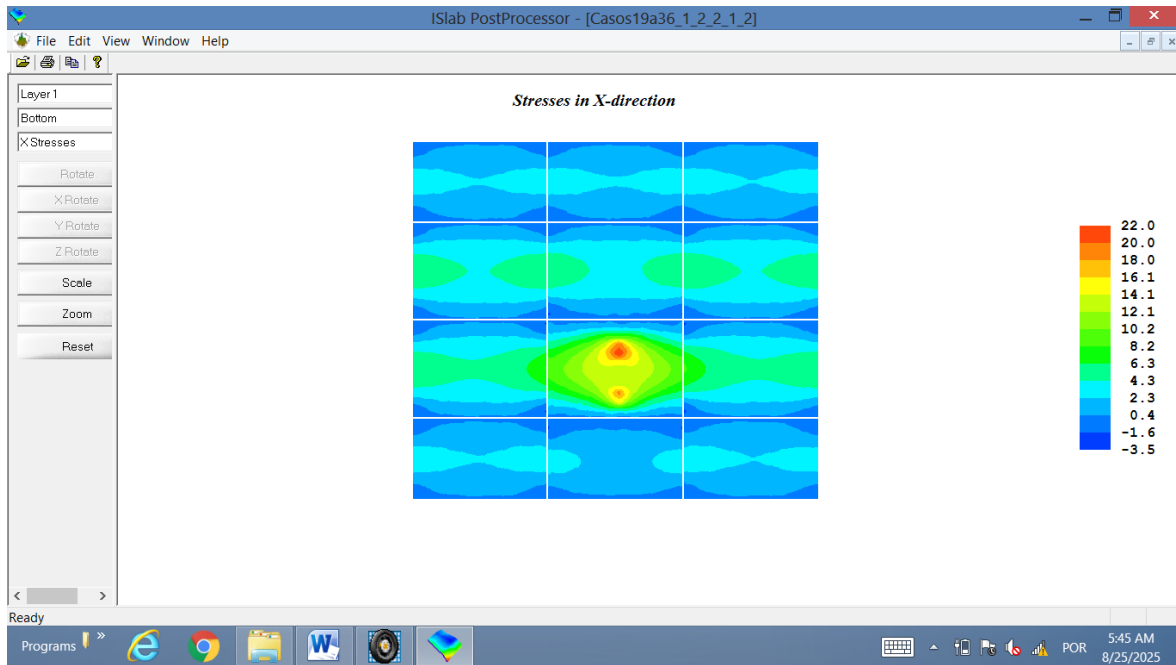 ISlab PostProcessor - [Casos19a36_1_2_2_1_2]
File Edit View Window Help
Layer 1
Bottom
X Stresses
Rotate
X Rotate
Y Rotate
Z Rotate
Scale
Zoom
Reset
Stresses in X-direction
22.0
20.0
18.0
16.1
14.1
12.1
10.2
8.2
6.3
4.3
2.3
0.4
-1.6
-3.5
Ready
Programs
POR
5:45 AM
8/25/2025